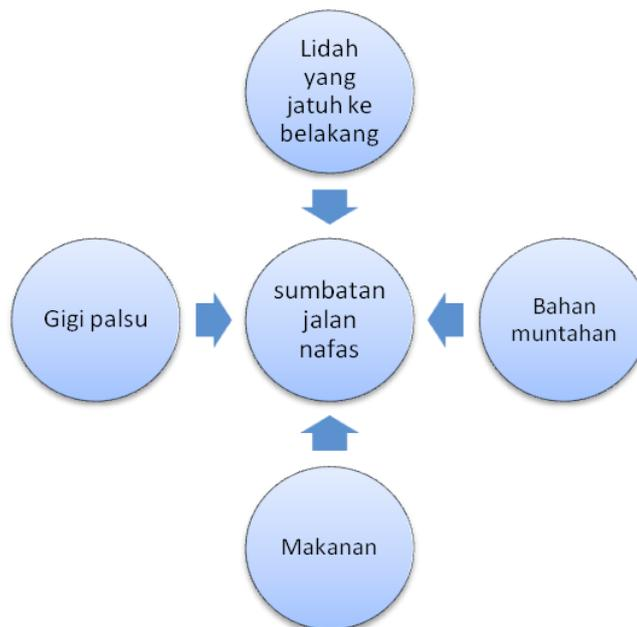 Lidah
yang
jatuh ke
belakang
Gigi palsu
sumbatan
jalan
nafas
Bahan
muntahan
Makanan